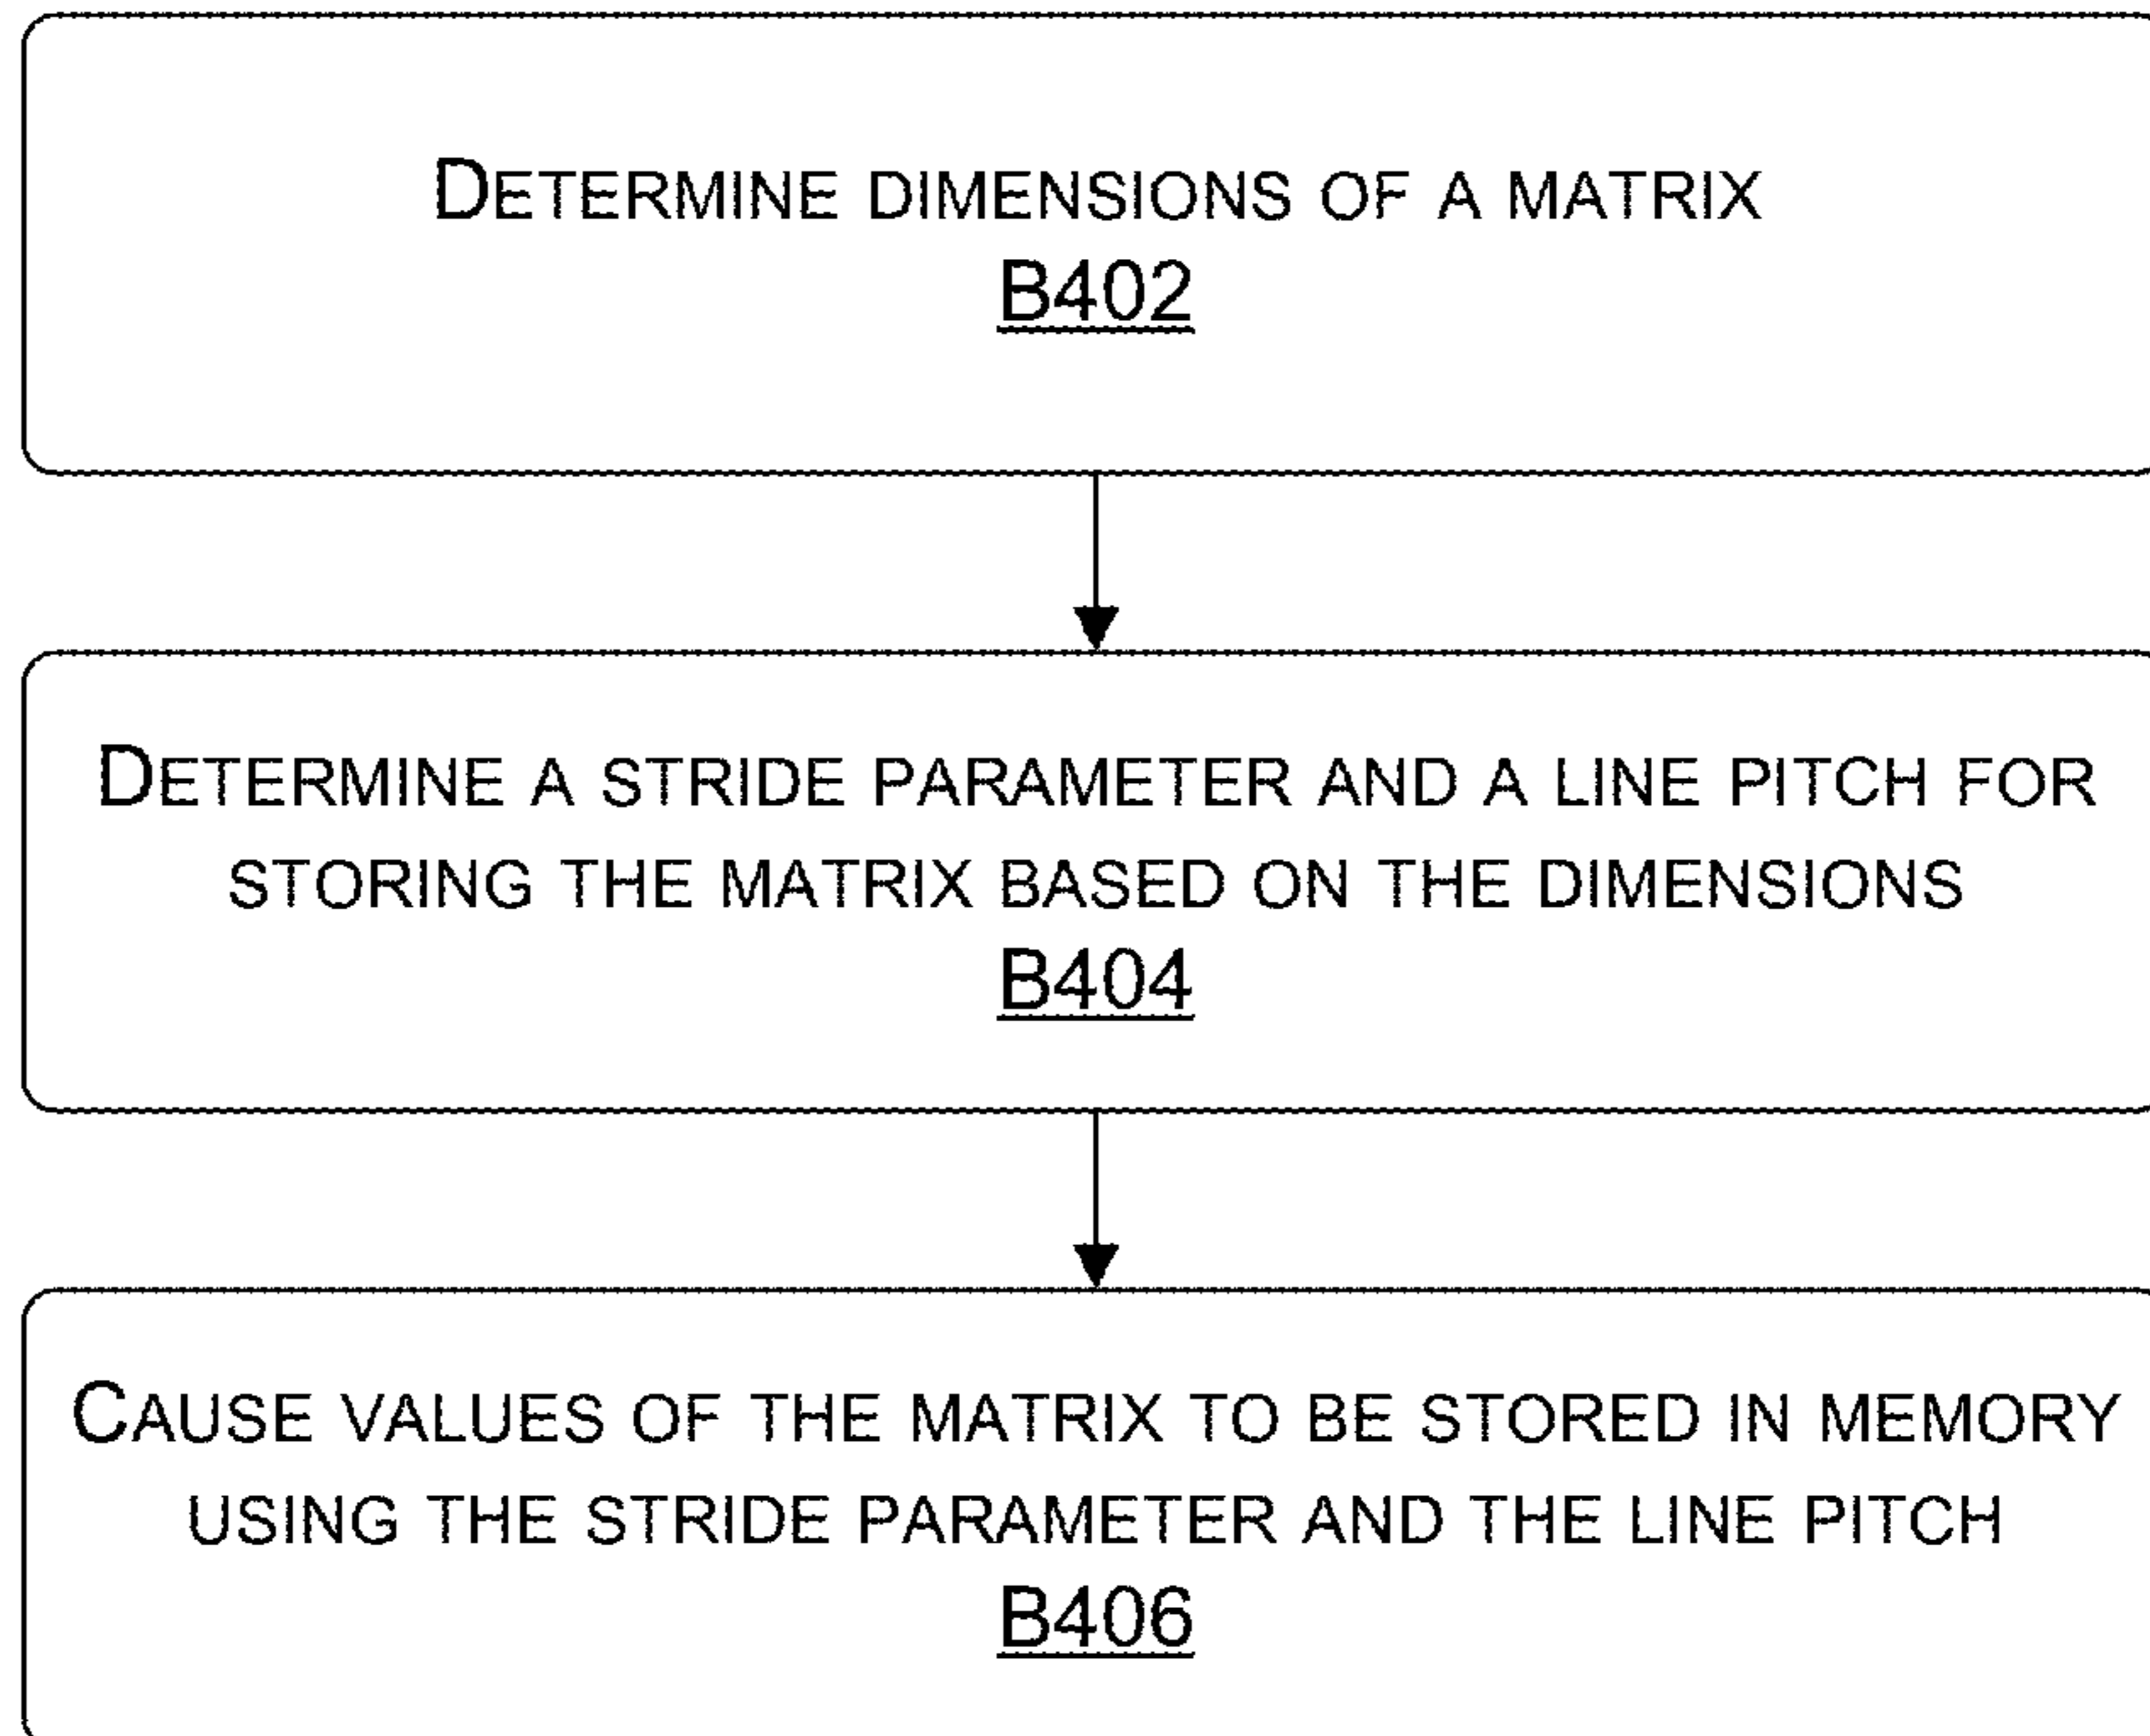 DETERMINE DIMENSIONS OF A MATRIX
B402
DETERMINE A STRIDE PARAMETER AND A LINE PITCH FOR
STORING THE MATRIX BASED ON THE DIMENSIONS
B404
CAUSE VALUES OF THE MATRIX TO BE STORED IN MEMORY
USING THE STRIDE PARAMETER AND THE LINE PITCH
B406